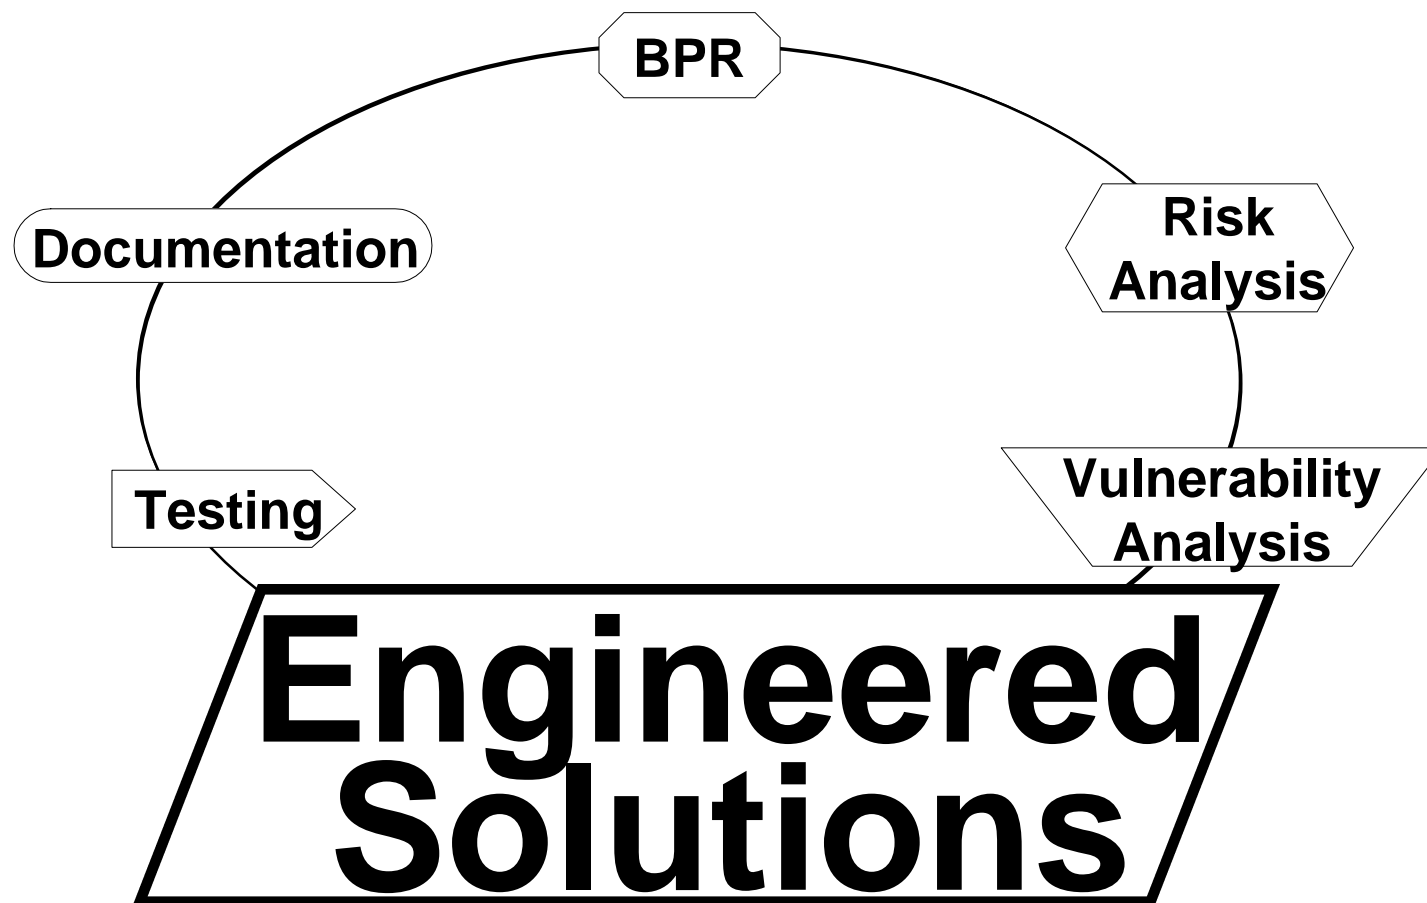 BPR
Risk
Analysis
Documentation
Vulnerability
Analysis
Testing
Engineered
Solutions